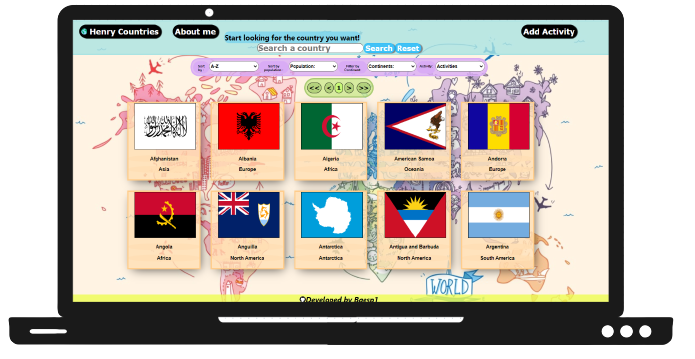 Henry Countries
About me
Start looking for the country you want!
Add Activity
Search a country
Search
Reset
Sort by
A-Z
Sort by population:
Population:
Filter by Continent:
Continents:
Activity
Activities
<< < 1 > >>
Afghanistan
Asia
Albania
Europe
Algeria
Africa
American Samoa
Oceania
Andorra
Europe
Angola
Africa
Anguilla
North America
Antarctica
Antarctica
Antigua and Barbuda
North America
Argentina
South America
WORLD